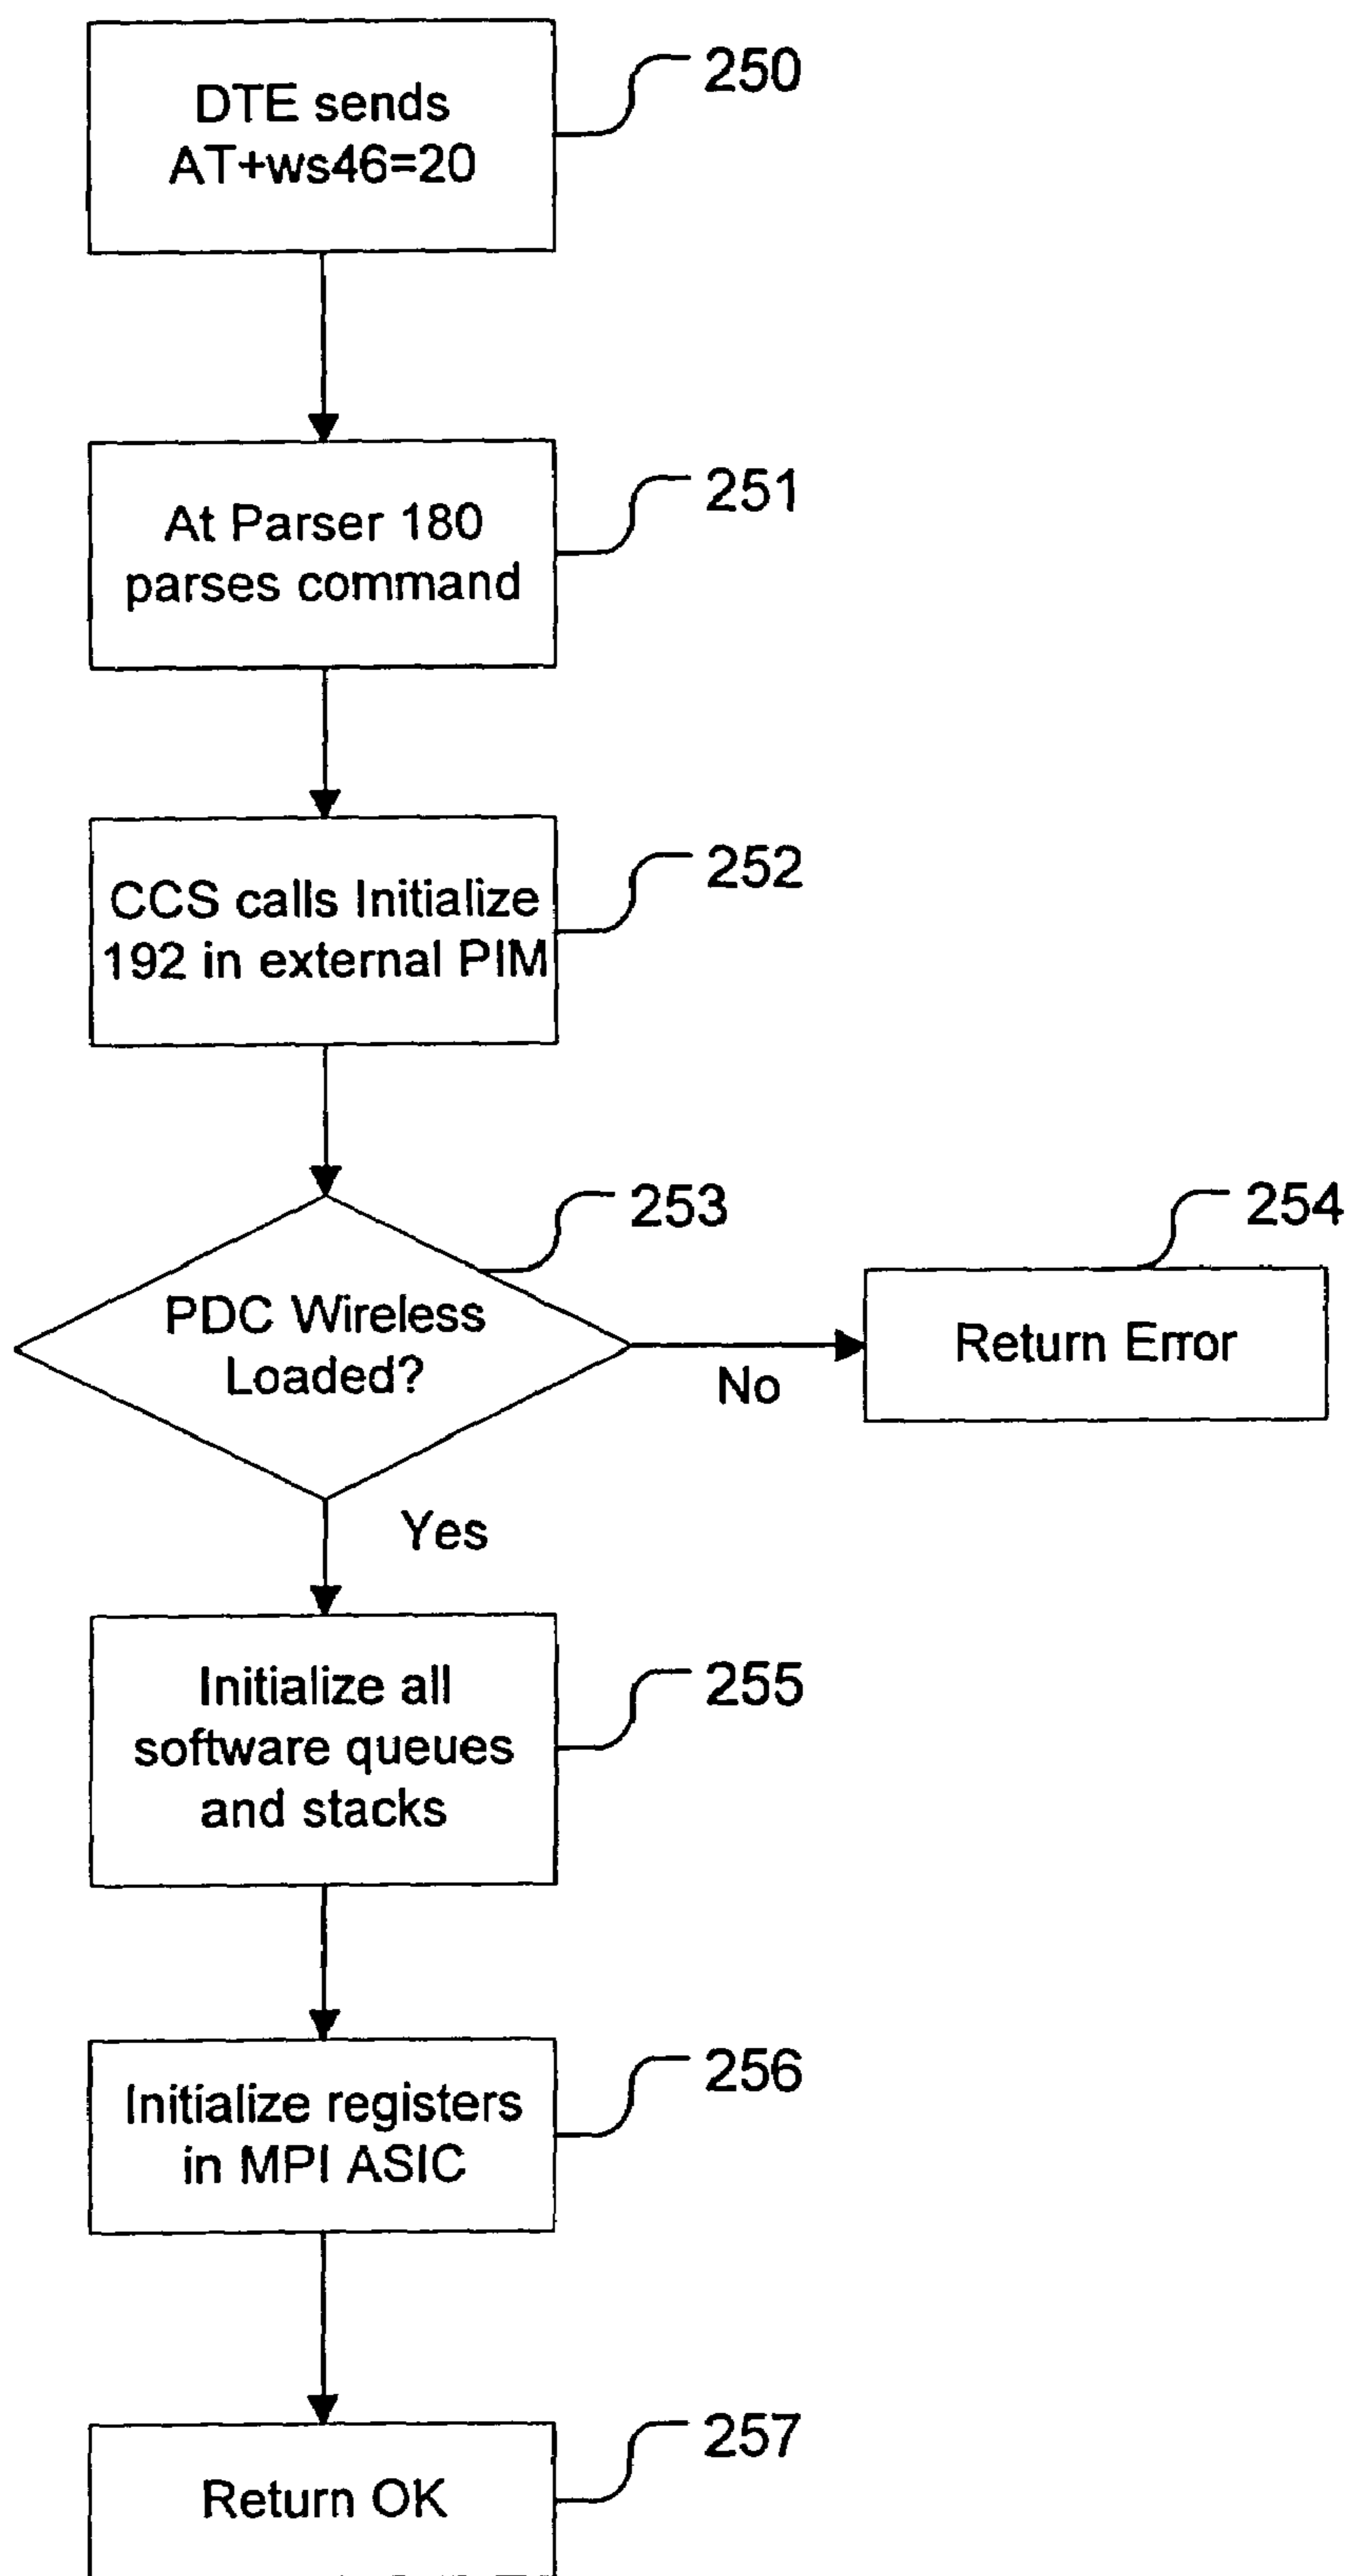 DTE sends
AT+ws46=20
250
At Parser 180
parses command
251
CCS calls Initialize
192 in external PIM
252
PDC Wireless
Loaded?
253
No
Return Error
254
Yes
Initialize all
software queues
and stacks
255
Initialize registers
in MPI ASIC
256
Return OK
257